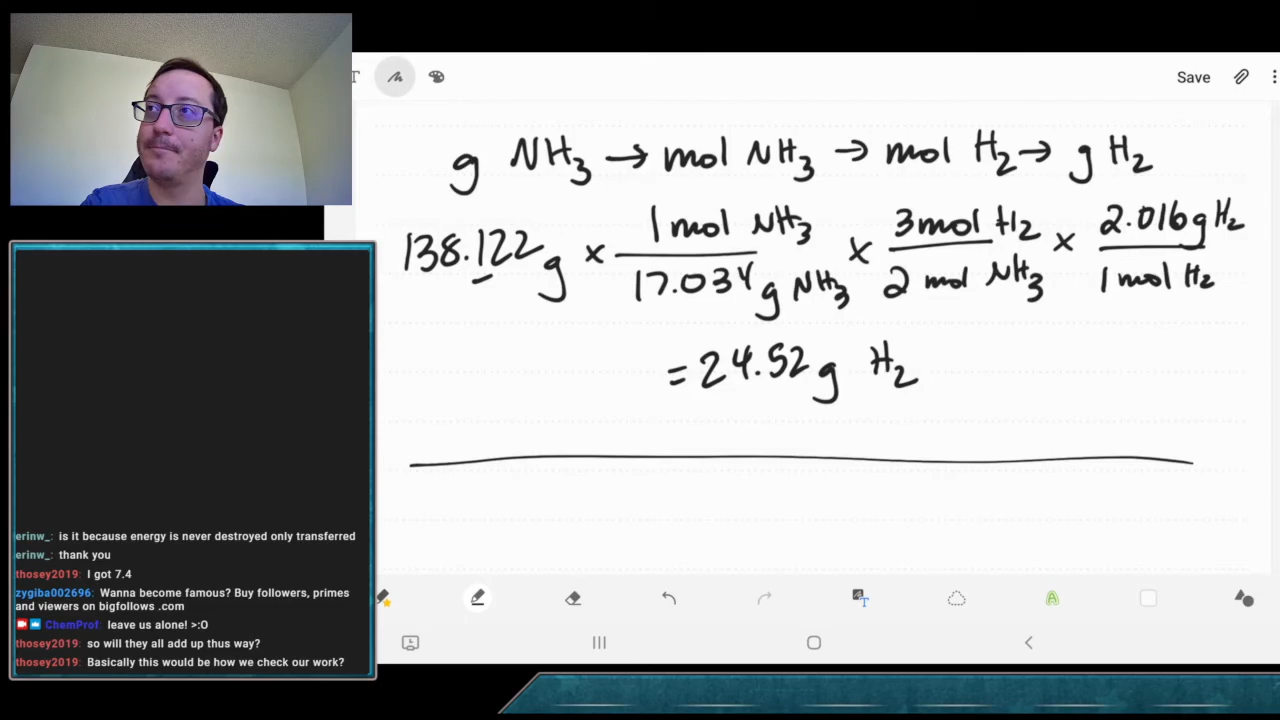 T
Save
g NH3 → mol NH3 → mol H2 → g H2
138.122 g × 1 mol NH3 / 17.034 g NH3 × 3 mol H2 / 2 mol NH3 × 2.016 g H2 / 1 mol H2
= 24.52 g H2
erinw_: is it because energy is never destroyed only transferred
erinw_: thank you
thosey2019: I got 7.4
zygiba002696: Wanna become famous? Buy followers, primes
and viewers on bigfollows .com
ChemProf: leave us alone! >:O
thosey2019: so will they all add up thus way?
thosey2019: Basically this would be how we check our work?
T
A